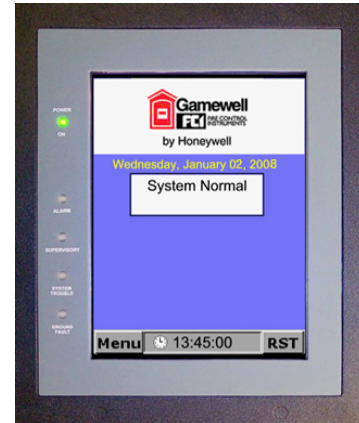 Gamewell
FCI FIRE CONTROL
INSTRUMENTS
by Honeywell
Wednesday, January 02, 2008
System Normal
POWER
ON
ALARM
SUPERVISORY
SYSTEM
TROUBLE
GROUND
FAULT
Menu 13:45:00 RST